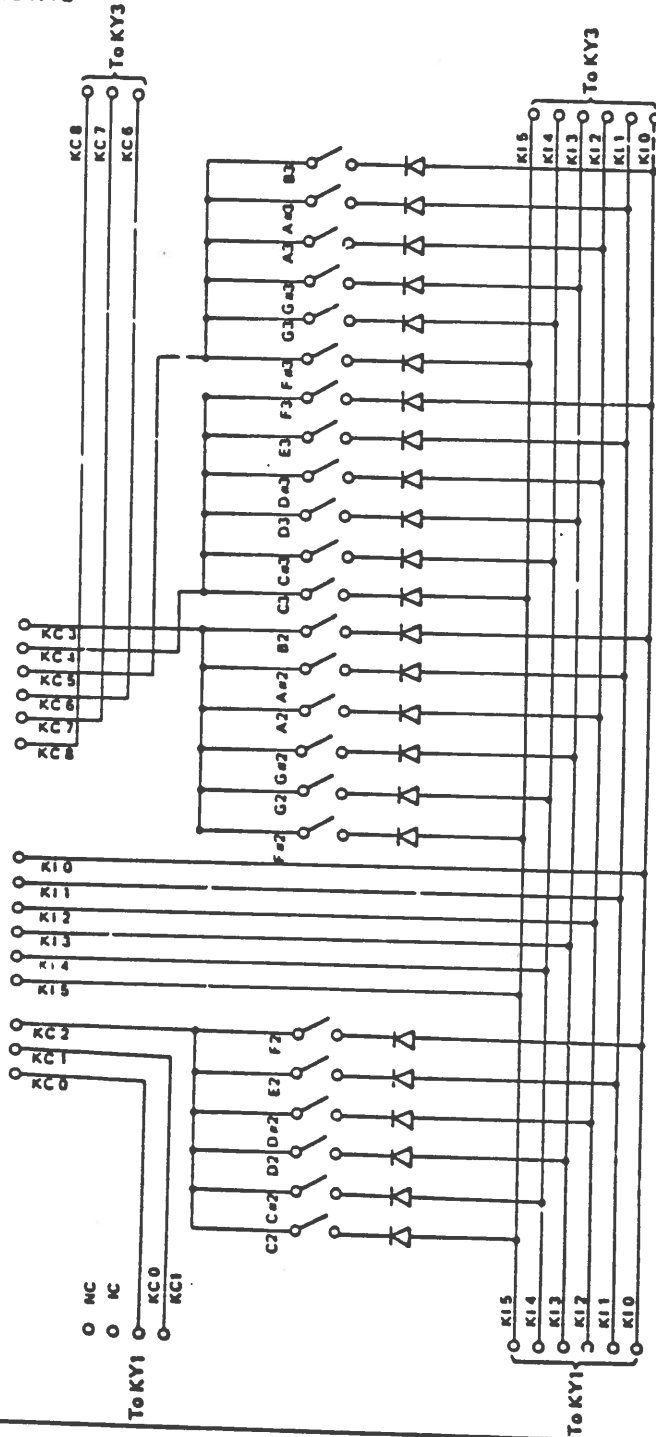 To KY3
KC8
KC7
KC6
To KY3
KI5
KI4
KI3
KI2
KI1
KI0
B3
A#3
A3
G#3
G3
F#3
F3
E3
D#3
D3
C#3
C3
B2
A#2
A2
G#2
G2
F#2
KC3
KC4
KC5
KC6
KC7
KC8
KI0
KI1
KI2
KI3
KI4
KI5
KC2
KC1
KC0
F2
E2
D#2
D2
C#2
C2
NC
IC
KC0
KC1
To KY1
KI5
KI4
KI3
KI2
KI1
KI0
To KY1